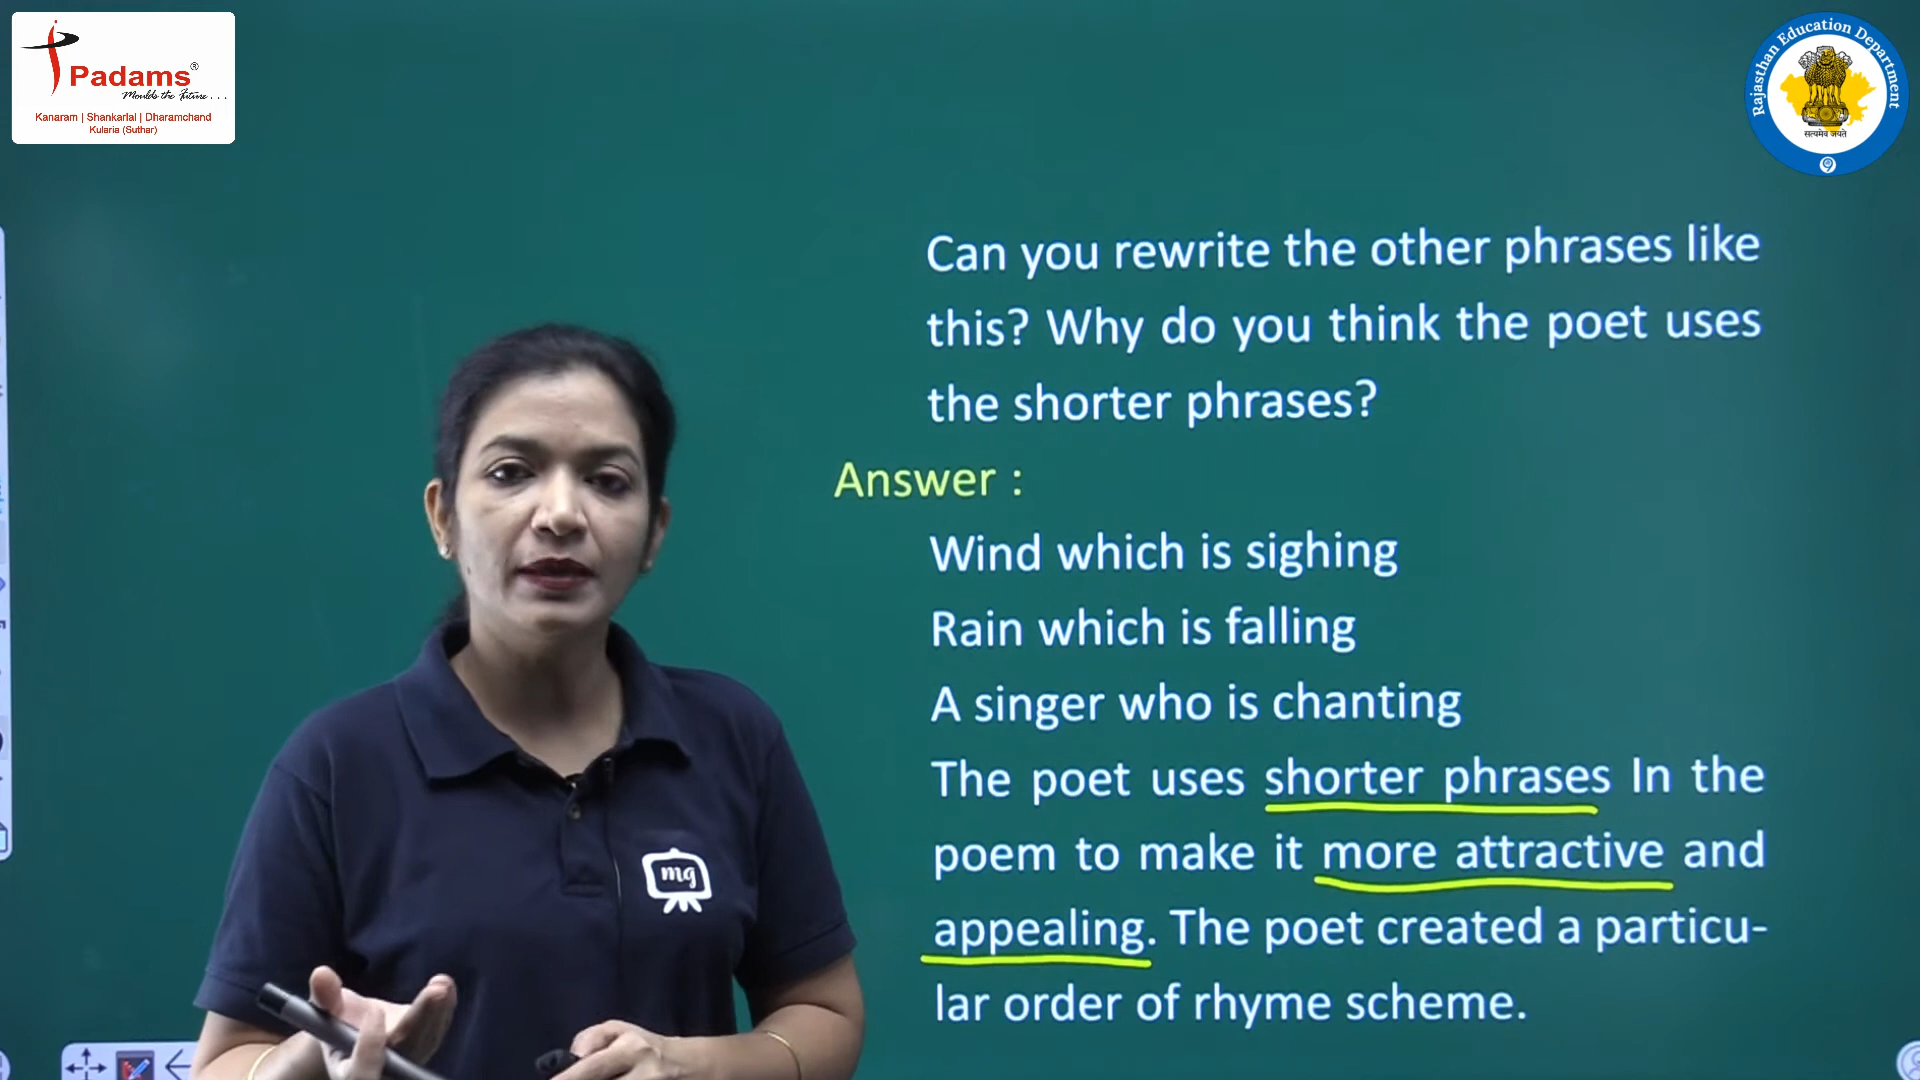 Padams®
Moulds the Future . . .
Kanaram | Shankarlal | Dharamchand
Kularia (Suthar)
Rajasthan Education Department
सत्यमेव जयते
Can you rewrite the other phrases like
this? Why do you think the poet uses
the shorter phrases?
Answer :
Wind which is sighing
Rain which is falling
A singer who is chanting
The poet uses shorter phrases In the
poem to make it more attractive and
appealing. The poet created a particu-
lar order of rhyme scheme.
mg